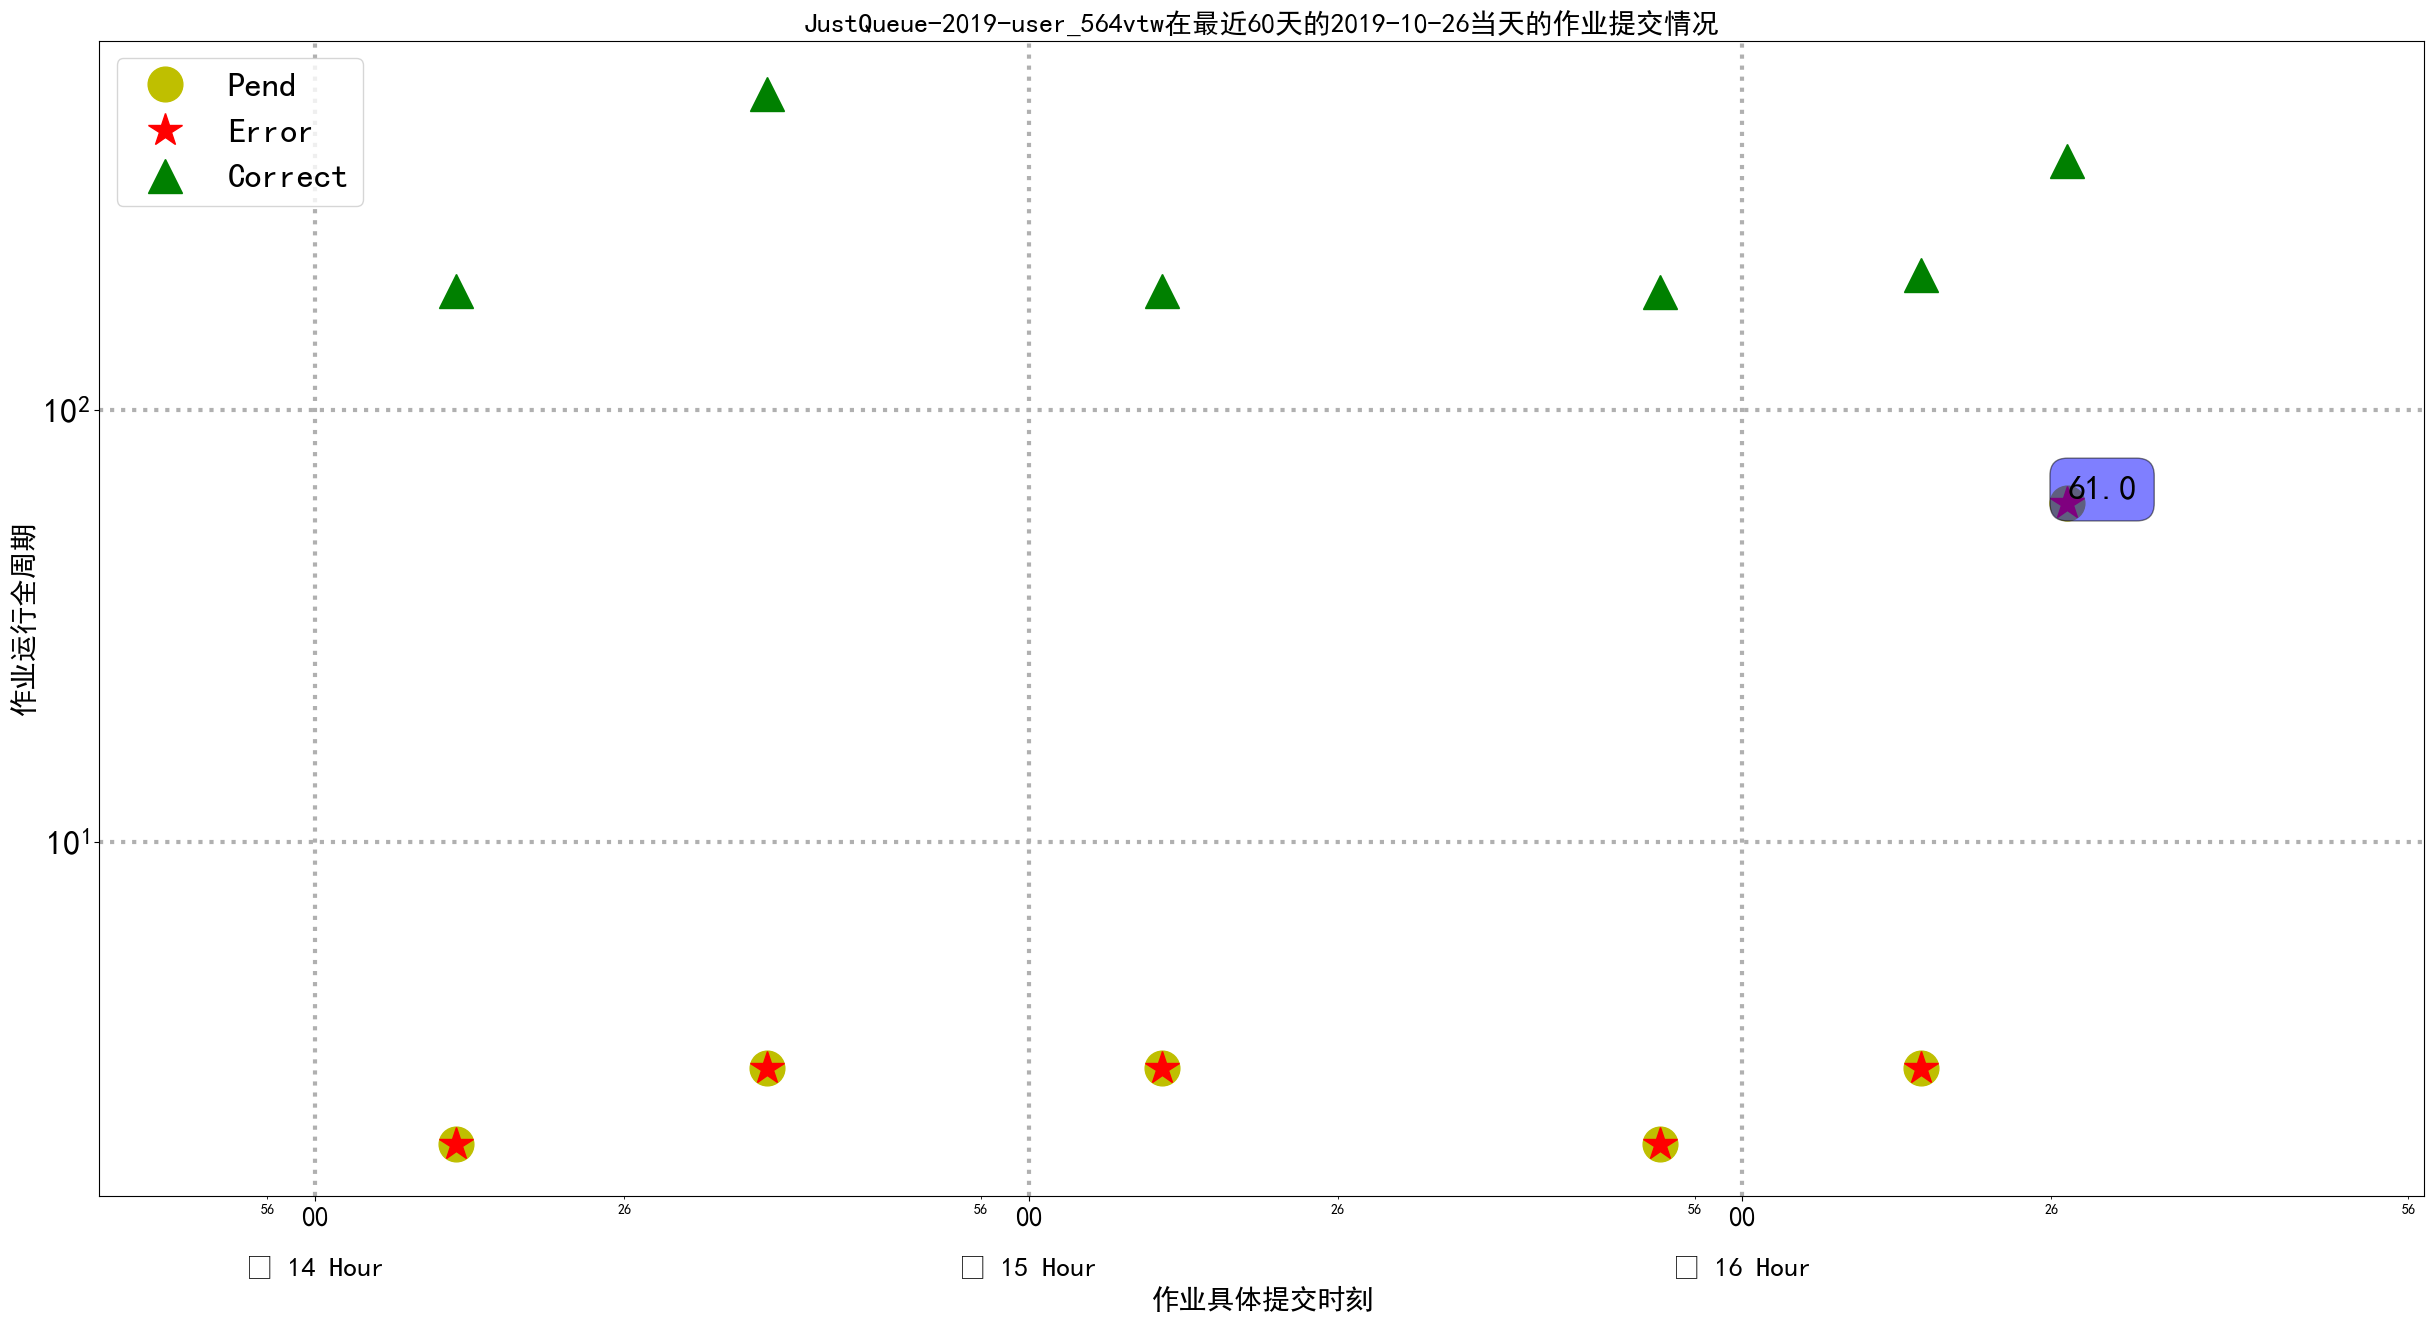 JustQueue-2019-user_564vtw在最近60天的2019-10-26当天的作业提交情况
Pend
Error
Correct
10²
61.0
作业运行全周期
10¹
56 00 26 56 00 26 56 00 26 56
□ 14 Hour □ 15 Hour □ 16 Hour
作业具体提交时刻